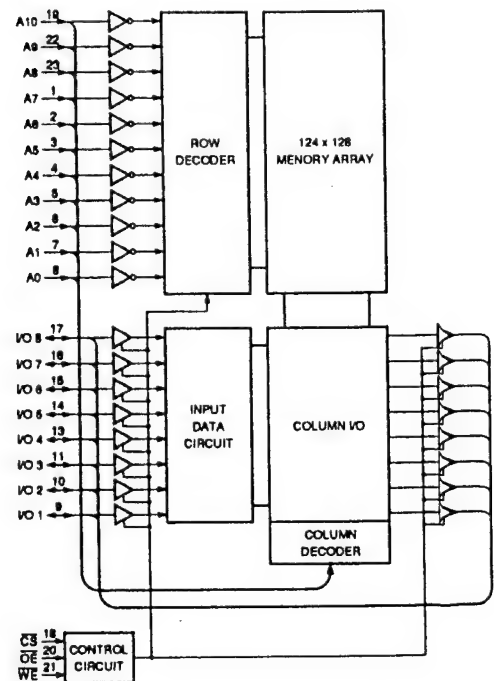 A10 19
A9 22
A8 23
A7 1
A6 2
A5 3
A4 4
A3 5
A2 6
A1 7
A0 8
ROW
DECODER
124 x 128
MENORY ARRAY
I/O 8 17
I/O 7 16
I/O 6 15
I/O 5 14
I/O 4 13
I/O 3 11
I/O 2 10
I/O 1 9
INPUT
DATA
CIRCUIT
COLUMN I/O
COLUMN
DECODER
CS 18
OE 20
WE 21
CONTROL
CIRCUIT